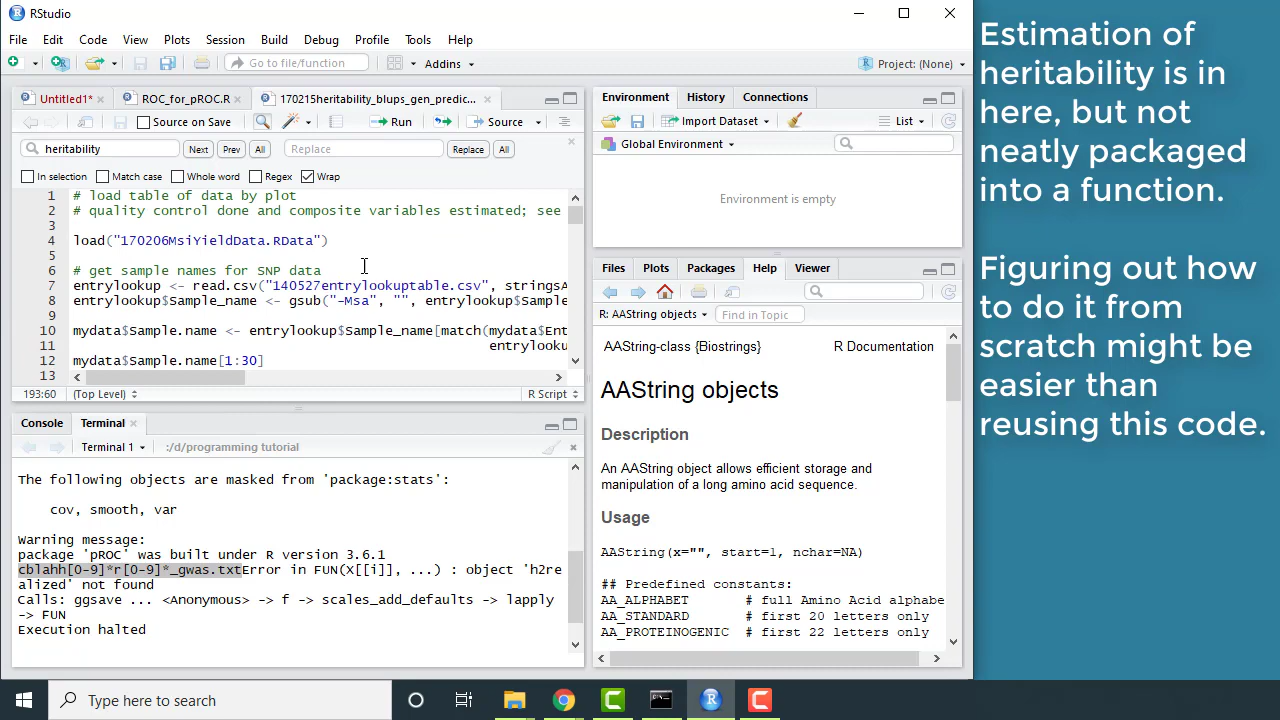 RStudio
File Edit Code View Plots Session Build Debug Profile Tools Help
Go to file/function Addins Project: (None)
Untitled1* ROC_for_pROC.R 170215heritability_blups_gen_predic...
Source on Save Run Source
heritability Next Prev All Replace Replace All
In selection Match case Whole word Regex Wrap
1 # load table of data by plot
2 # quality control done and composite variables estimated; see
3
4 load("170206MsiYieldData.RData")
5
6 # get sample names for SNP data
7 entrylookup <- read.csv("140527entrylookuptable.csv", stringsA
8 entrylookup$Sample_name <- gsub("-Msa", "", entrylookup$Sample
9
10 mydata$Sample.name <- entrylookup$Sample_name[match(mydata$Ent
11 entrylooku
12 mydata$Sample.name[1:30]
13
193:60 (Top Level) R Script
Console Terminal
Terminal 1 :/d/programming tutorial
The following objects are masked from 'package:stats':
cov, smooth, var
Warning message:
package 'pROC' was built under R version 3.6.1
cblahh[0-9]*r[0-9]*_gwas.txtError in FUN(X[[i]], ...) : object 'h2re
alized' not found
Calls: ggsave ... <Anonymous> -> f -> scales_add_defaults -> lapply
-> FUN
Execution halted
Environment History Connections
Import Dataset List
Global Environment
Environment is empty
Files Plots Packages Help Viewer
R: AAString objects Find in Topic
AAString-class {Biostrings} R Documentation
AAString objects
Description
An AAString object allows efficient storage and
manipulation of a long amino acid sequence.
Usage
AAString(x="", start=1, nchar=NA)
## Predefined constants:
AA_ALPHABET # full Amino Acid alphabe
AA_STANDARD # first 20 letters only
AA_PROTEINOGENIC # first 22 letters only
Estimation of
heritability is in
here, but not
neatly packaged
into a function.
Figuring out how
to do it from
scratch might be
easier than
reusing this code.
Type here to search